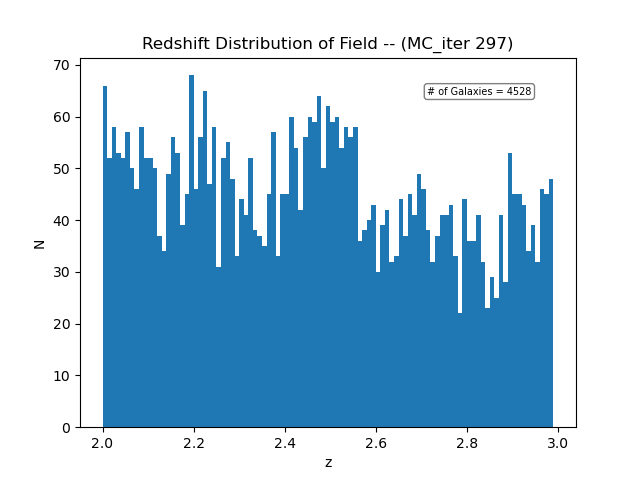 Redshift Distribution of Field -- (MC_iter 297)
# of Galaxies = 4528
70
60
50
40
30
20
10
0
N
2.0 2.2 2.4 2.6 2.8 3.0
z